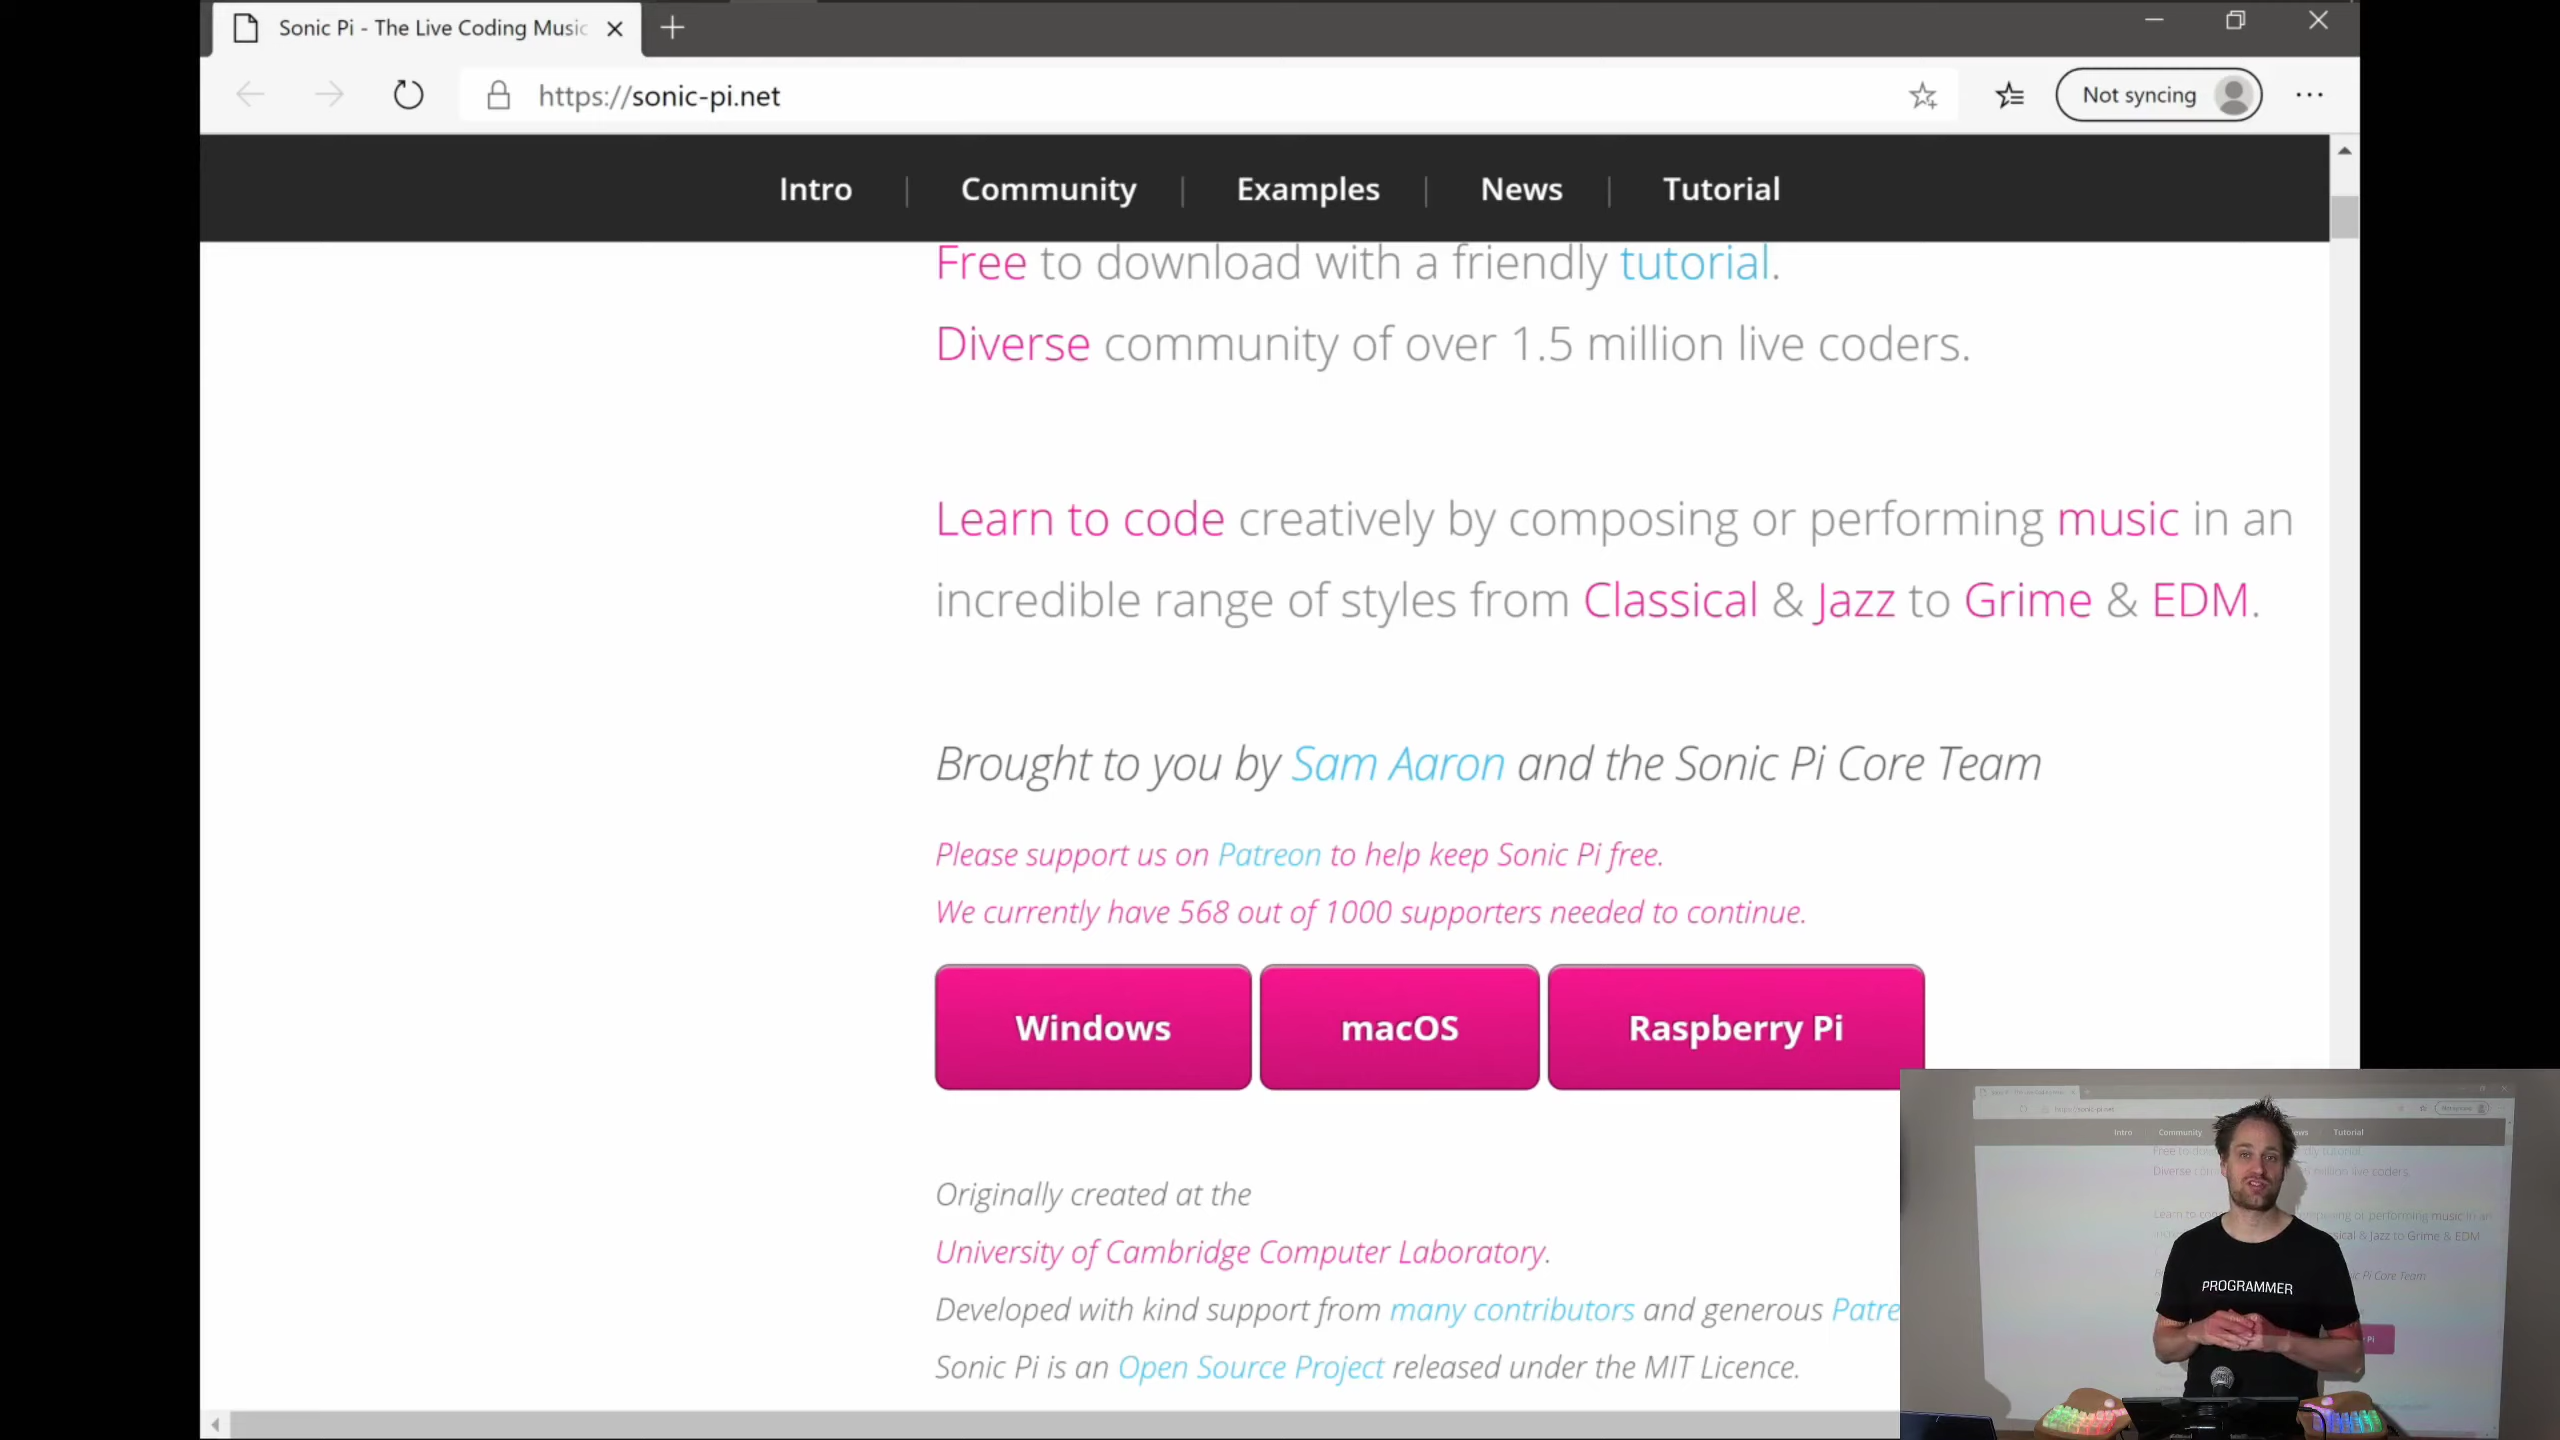 Sonic Pi - The Live Coding Music
https://sonic-pi.net
Not syncing
Intro | Community | Examples | News | Tutorial
Free to download with a friendly tutorial.
Diverse community of over 1.5 million live coders.
Learn to code creatively by composing or performing music in an
incredible range of styles from Classical & Jazz to Grime & EDM.
Brought to you by Sam Aaron and the Sonic Pi Core Team
Please support us on Patreon to help keep Sonic Pi free.
We currently have 568 out of 1000 supporters needed to continue.
Windows
macOS
Raspberry Pi
Originally created at the
University of Cambridge Computer Laboratory.
Developed with kind support from many contributors and generous Patre
Sonic Pi is an Open Source Project released under the MIT Licence.
Intro Community Tutorial
PROGRAMMER